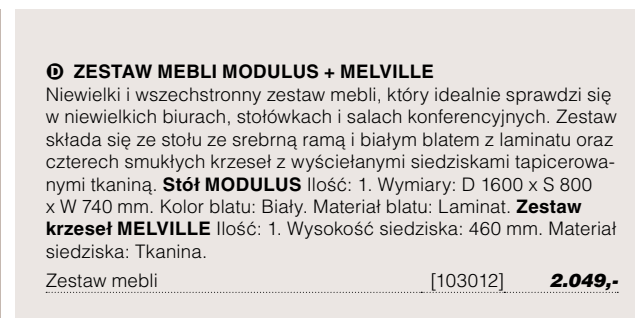 D ZESTAW MEBLI MODULUS + MELVILLE
Niewielki i wszechstronny zestaw mebli, który idealnie sprawdzi się
w niewielkich biurach, stołówkach i salach konferencyjnych. Zestaw
składa się ze stołu ze srebrną ramą i białym blatem z laminatu oraz
czterech smukłych krzeseł z wyściełanymi siedziskami tapicerowa-
nymi tkaniną. Stół MODULUS Ilość: 1. Wymiary: D 1600 x S 800
x W 740 mm. Kolor blatu: Biały. Materiał blatu: Laminat. Zestaw
krzeseł MELVILLE Ilość: 1. Wysokość siedziska: 460 mm. Materiał
siedziska: Tkanina.
Zestaw mebli [103012] 2.049,-